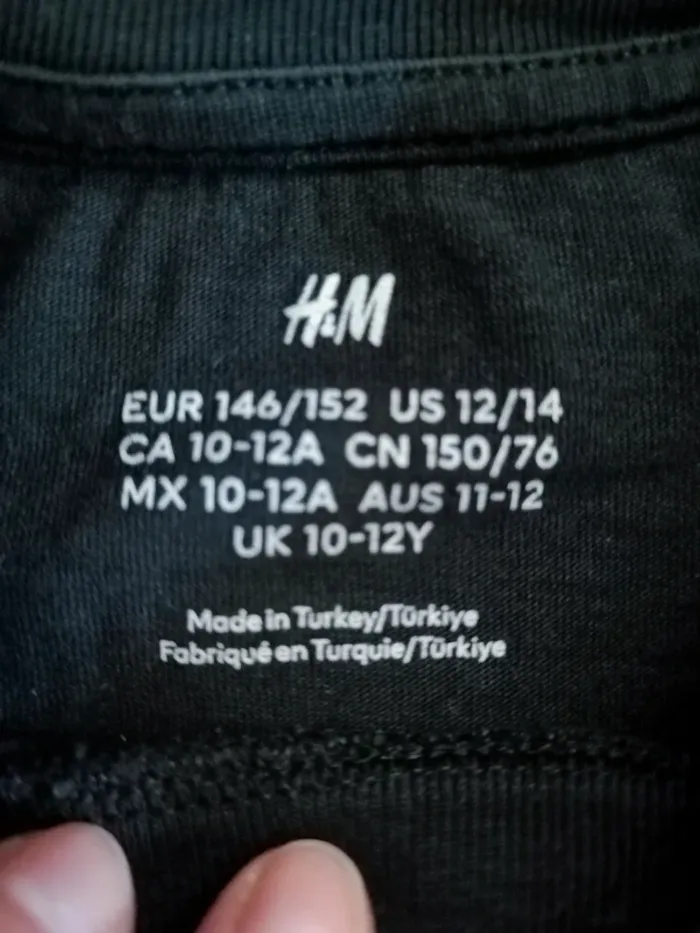 H&M
EUR 146/152 US 12/14
CA 10-12A CN 150/76
MX 10-12A AUS 11-12
UK 10-12Y
Made in Turkey/Türkiye
Fabriqué en Turquie/Türkiye